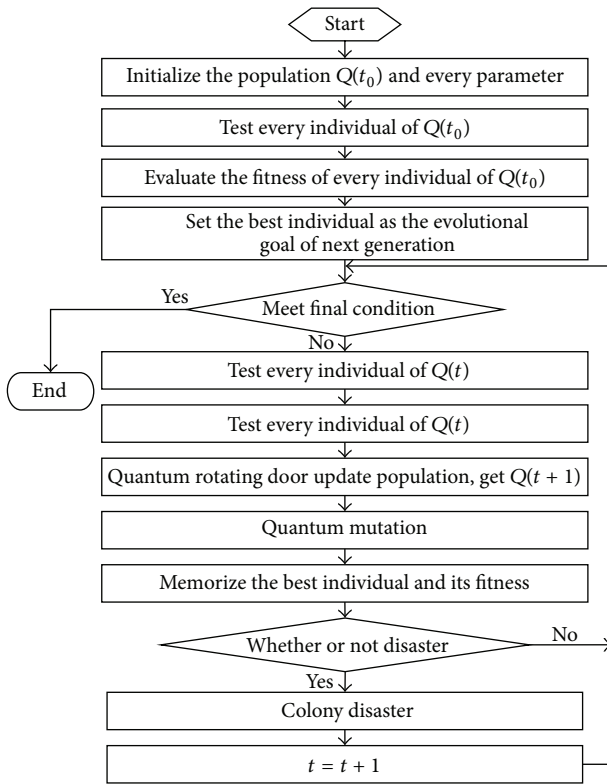 Start
Initialize the population Q(t₀) and every parameter
Test every individual of Q(t₀)
Evaluate the fitness of every individual of Q(t₀)
Set the best individual as the evolutional
goal of next generation
Yes
Meet final condition
No
End
Test every individual of Q(t)
Test every individual of Q(t)
Quantum rotating door update population, get Q(t + 1)
Quantum mutation
Memorize the best individual and its fitness
Whether or not disaster
No
Yes
Colony disaster
t = t + 1